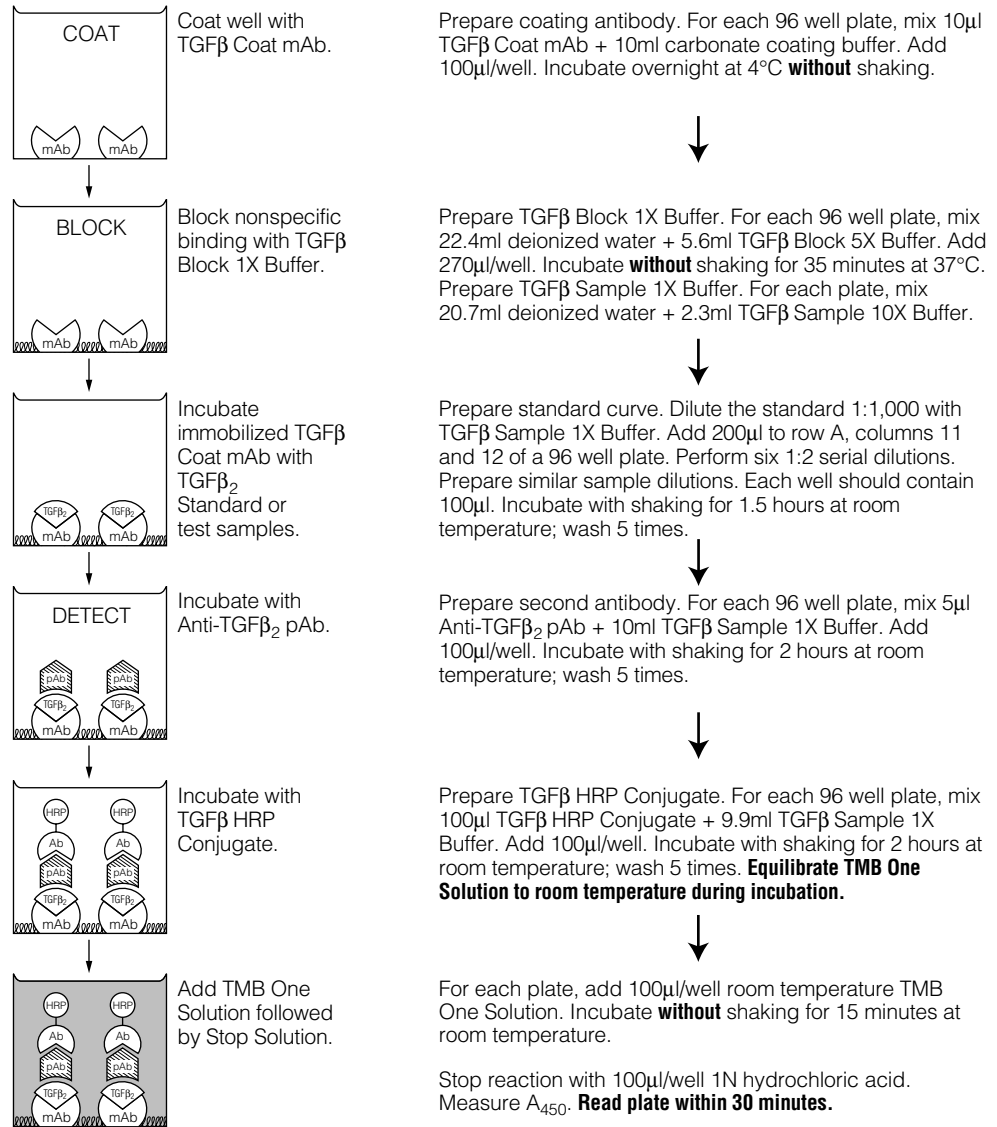 COAT
mAb mAb
Coat well with
TGFβ Coat mAb.
Prepare coating antibody. For each 96 well plate, mix 10µl
TGFβ Coat mAb + 10ml carbonate coating buffer. Add
100µl/well. Incubate overnight at 4°C without shaking.
BLOCK
mAb mAb
Block nonspecific
binding with TGFβ
Block 1X Buffer.
Prepare TGFβ Block 1X Buffer. For each 96 well plate, mix
22.4ml deionized water + 5.6ml TGFβ Block 5X Buffer. Add
270µl/well. Incubate without shaking for 35 minutes at 37°C.
Prepare TGFβ Sample 1X Buffer. For each plate, mix
20.7ml deionized water + 2.3ml TGFβ Sample 10X Buffer.
TGFβ₂ TGFβ₂
mAb mAb
Incubate
immobilized TGFβ
Coat mAb with
TGFβ₂
Standard or
test samples.
Prepare standard curve. Dilute the standard 1:1,000 with
TGFβ Sample 1X Buffer. Add 200µl to row A, columns 11
and 12 of a 96 well plate. Perform six 1:2 serial dilutions.
Prepare similar sample dilutions. Each well should contain
100µl. Incubate with shaking for 1.5 hours at room
temperature; wash 5 times.
DETECT
pAb pAb
TGFβ₂ TGFβ₂
mAb mAb
Incubate with
Anti-TGFβ₂ pAb.
Prepare second antibody. For each 96 well plate, mix 5µl
Anti-TGFβ₂ pAb + 10ml TGFβ Sample 1X Buffer. Add
100µl/well. Incubate with shaking for 2 hours at room
temperature; wash 5 times.
HRP HRP
Ab Ab
pAb pAb
TGFβ₂ TGFβ₂
mAb mAb
Incubate with
TGFβ HRP
Conjugate.
Prepare TGFβ HRP Conjugate. For each 96 well plate, mix
100µl TGFβ HRP Conjugate + 9.9ml TGFβ Sample 1X
Buffer. Add 100µl/well. Incubate with shaking for 2 hours at
room temperature; wash 5 times. Equilibrate TMB One
Solution to room temperature during incubation.
HRP HRP
Ab Ab
pAb pAb
TGFβ₂ TGFβ₂
mAb mAb
Add TMB One
Solution followed
by Stop Solution.
For each plate, add 100µl/well room temperature TMB
One Solution. Incubate without shaking for 15 minutes at
room temperature.
Stop reaction with 100µl/well 1N hydrochloric acid.
Measure A₄₅₀. Read plate within 30 minutes.